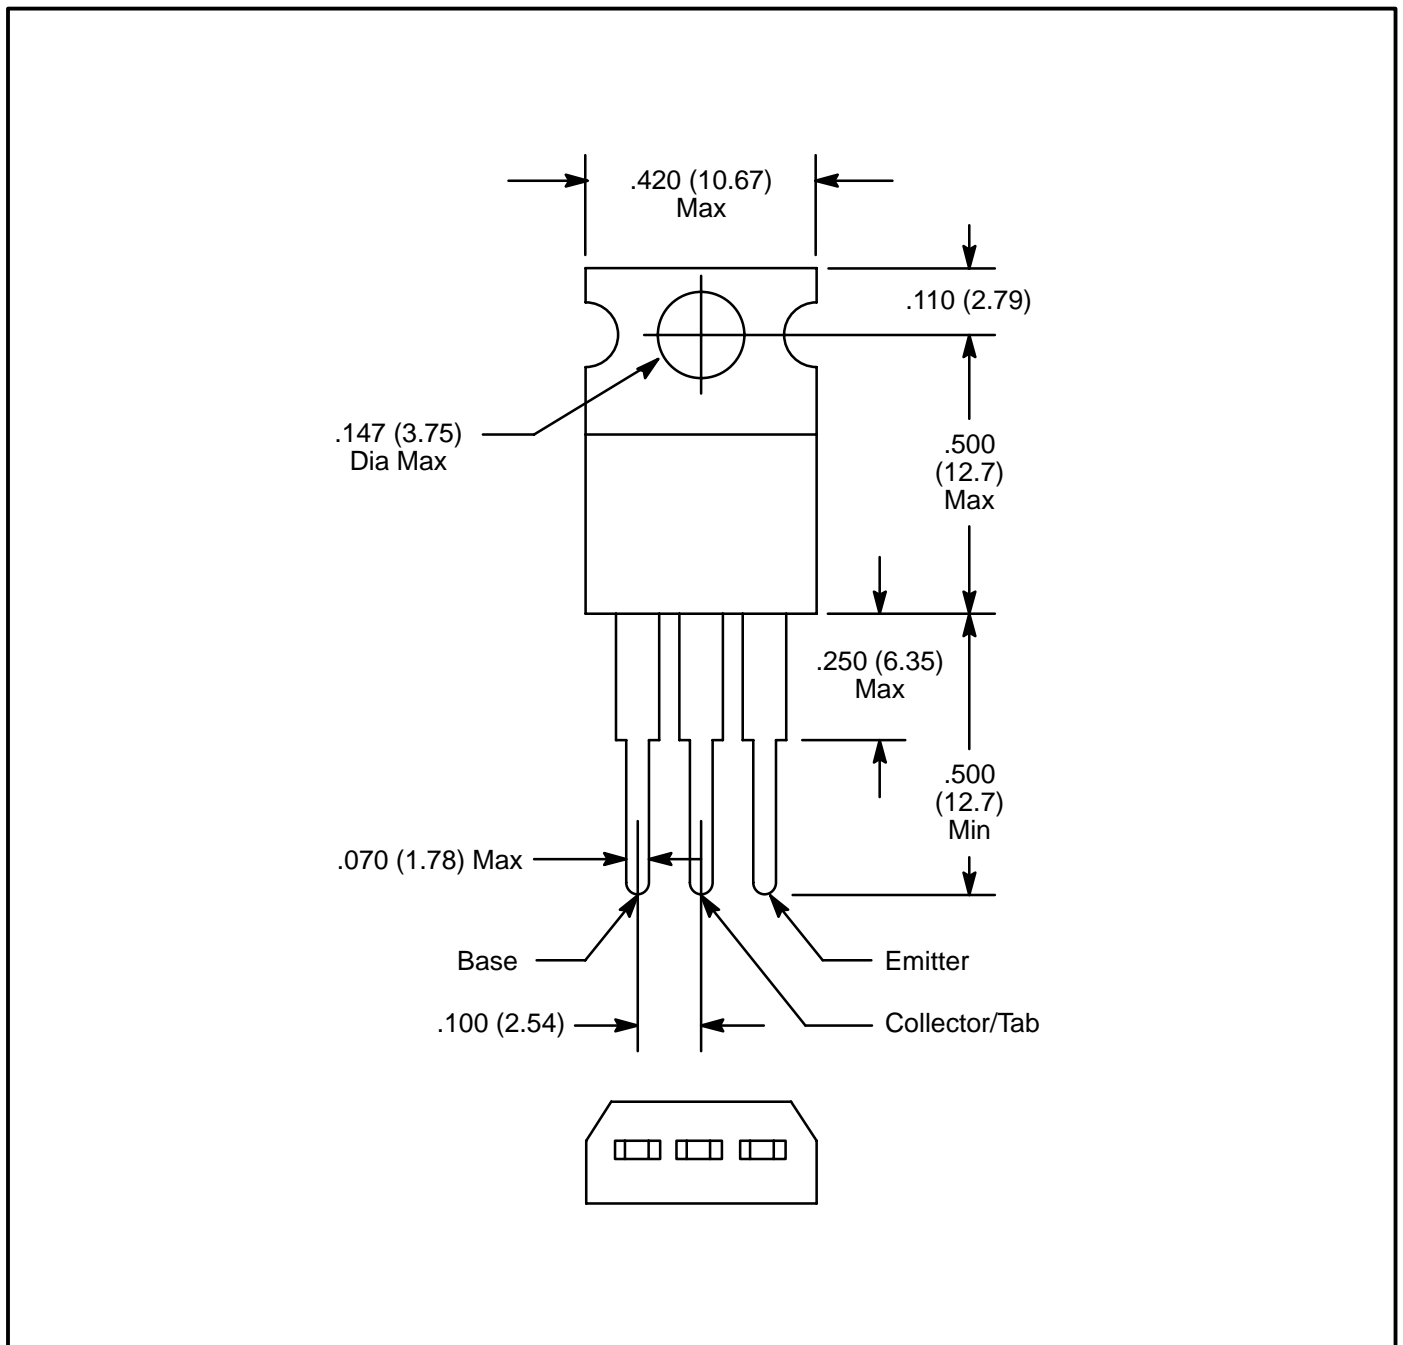 .420 (10.67)
Max
.110 (2.79)
.147 (3.75)
Dia Max
.500
(12.7)
Max
.250 (6.35)
Max
.500
(12.7)
Min
.070 (1.78) Max
Base
Emitter
.100 (2.54)
Collector/Tab